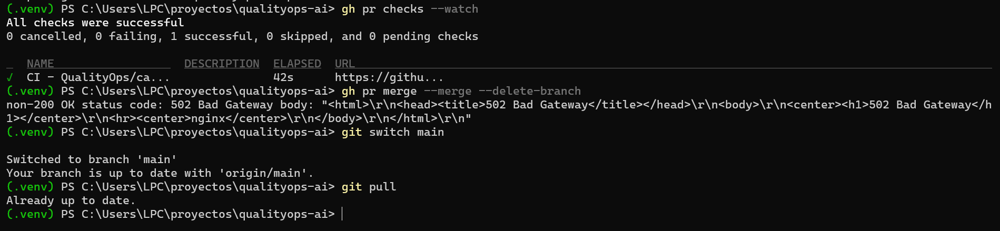 (.venv) PS C:\Users\LPC\proyectos\qualityops-ai> gh pr checks --watch
All checks were successful
0 cancelled, 0 failing, 1 successful, 0 skipped, and 0 pending checks
_  NAME  DESCRIPTION  ELAPSED  URL
✓  CI - QualityOps/ca...  42s  https://githu...
(.venv) PS C:\Users\LPC\proyectos\qualityops-ai> gh pr merge --merge --delete-branch
non-200 OK status code: 502 Bad Gateway body: "<html>\r\n<head><title>502 Bad Gateway</title></head>\r\n<body>\r\n<center><h1>502 Bad Gateway</h
1></center>\r\n<hr><center>nginx</center>\r\n</body>\r\n</html>\r\n"
(.venv) PS C:\Users\LPC\proyectos\qualityops-ai> git switch main
Switched to branch 'main'
Your branch is up to date with 'origin/main'.
(.venv) PS C:\Users\LPC\proyectos\qualityops-ai> git pull
Already up to date.
(.venv) PS C:\Users\LPC\proyectos\qualityops-ai>